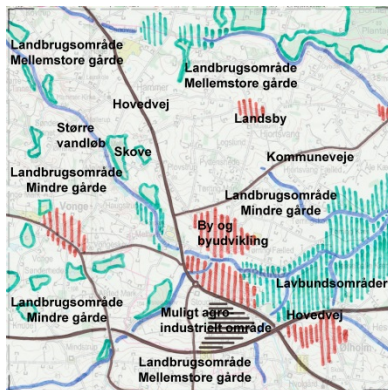 Landbrugsområde
Mellemstore gårde
Landbrugsområde
Mellemstore gårde
Hovedvej
Landsby
Større
vandløb
Skove
Kommuneveje
Landbrugsområde
Mindre gårde
Landbrugsområde
Mindre gårde
By og
byudvikling
Lavbundsområder
Landbrugsområde
Mindre gårde
Muligt agro-
industrielt område
Hovedvej
Landbrugsområde
Mellemstore gårde